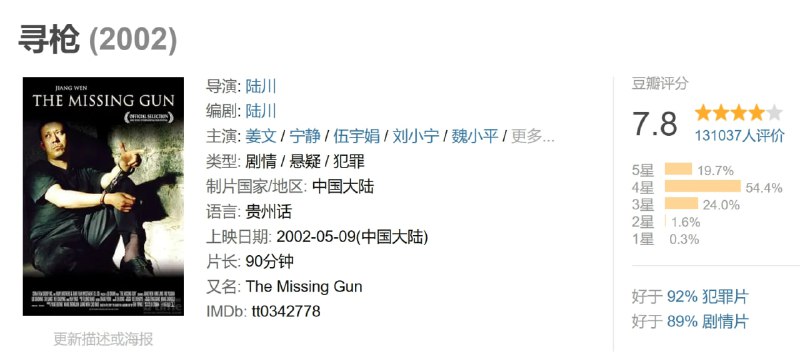 寻枪 (2002)
JIANG WEN
THE MISSING GUN
OFFICIAL SELECTION
更新描述或海报
导演: 陆川
编剧: 陆川
主演: 姜文 / 宁静 / 伍宇娟 / 刘小宁 / 魏小平 / 更多...
类型: 剧情 / 悬疑 / 犯罪
制片国家/地区: 中国大陆
语言: 贵州话
上映日期: 2002-05-09(中国大陆)
片长: 90分钟
又名: The Missing Gun
IMDb: tt0342778
豆瓣评分
7.8
131037人评价
5星 19.7%
4星 54.4%
3星 24.0%
2星 1.6%
1星 0.3%
好于 92% 犯罪片
好于 89% 剧情片